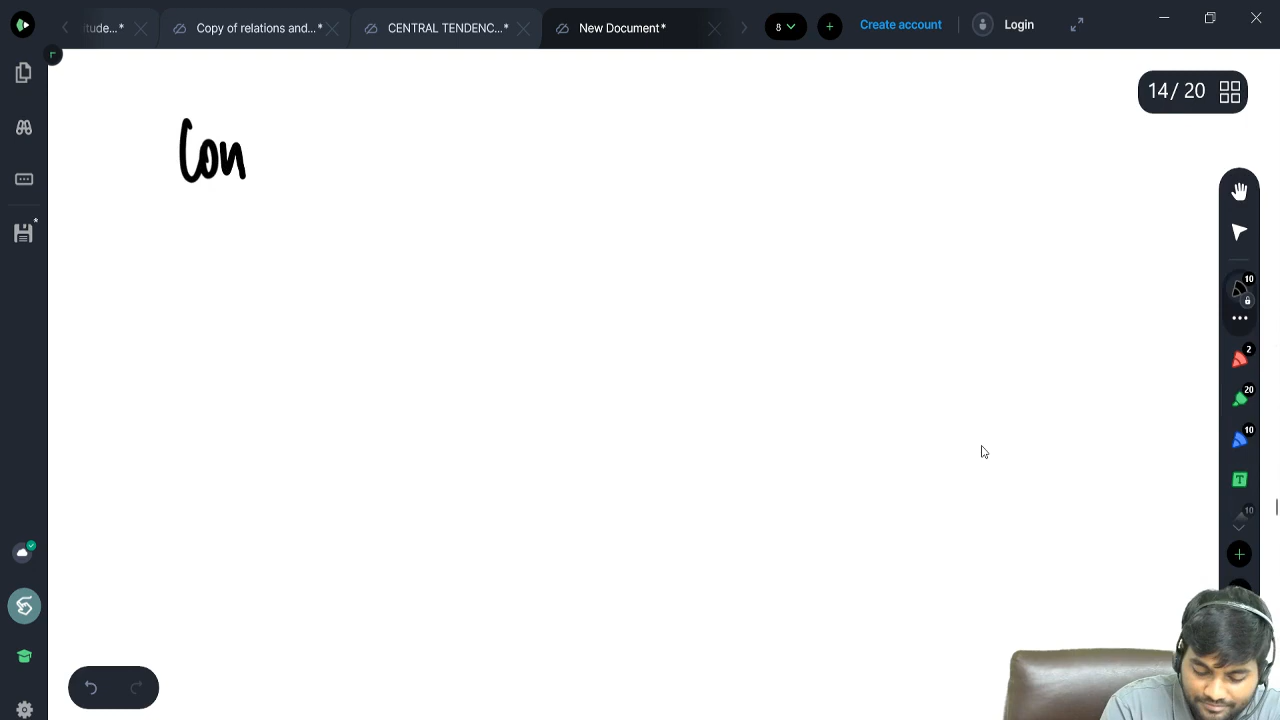 itude...* Copy of relations and...* CENTRAL TENDENC...* New Document* 8 Create account Login
14/ 20
Con
10
2
20
10
T
10